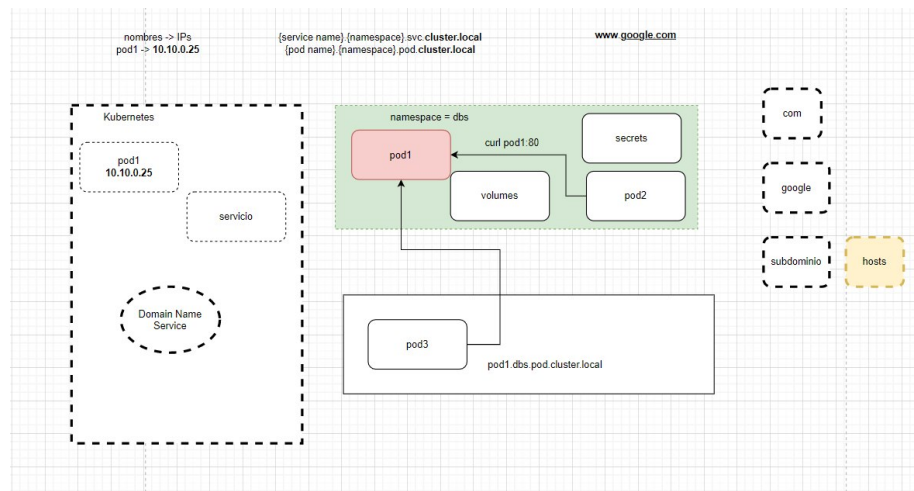 nombres -> IPs
pod1 -> 10.10.0.25
{service name}.{namespace}.svc.cluster.local
{pod name}.{namespace}.pod.cluster.local
www.google.com
Kubernetes
pod1
10.10.0.25
servicio
Domain Name
Service
namespace = dbs
pod1
curl pod1:80
secrets
volumes
pod2
pod3
pod1.dbs.pod.cluster.local
com
google
subdominio
hosts